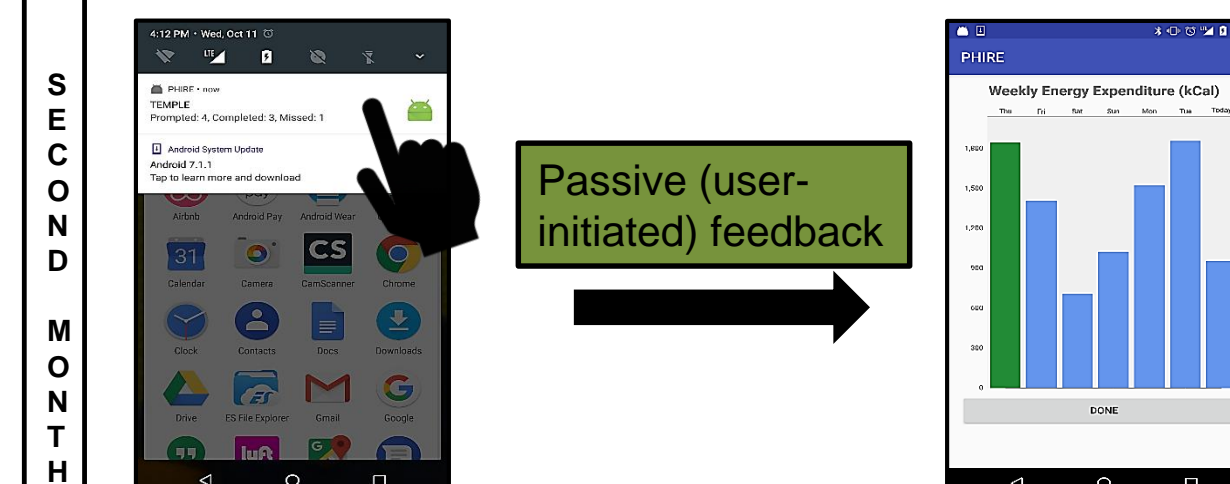 SECOND MONTH
4:12 PM • Wed, Oct 11
LTE
PHIRE • now
TEMPLE
Prompted: 4, Completed: 3, Missed: 1
Android System Update
Android 7.1.1
Tap to learn more and download
Airbnb Android Pay Android Wear
31
CS
Calendar Camera CamScanner Chrome
Clock Contacts Docs Downloads
Drive ES File Explorer Gmail Google
lyft
Passive (user-
initiated) feedback
PHIRE
Weekly Energy Expenditure (kCal)
Thu Fri Sat Sun Mon Tue Today
1,800
1,500
1,200
900
600
300
0
DONE